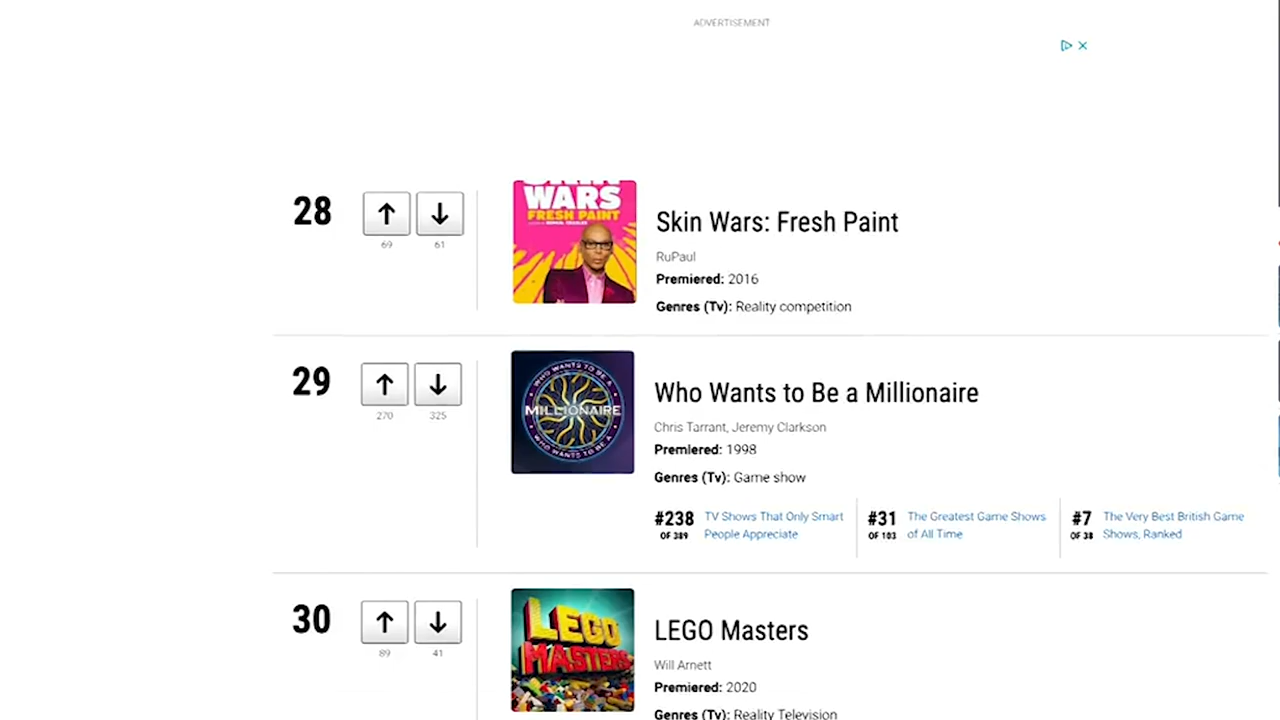 ADVERTISEMENT
28
69
61
WARS
FRESH PAINT
Skin Wars: Fresh Paint
RuPaul
Premiered: 2016
Genres (Tv): Reality competition
29
270
325
WHO WANTS TO BE A
MILLIONAIRE
WHO WANTS TO BE A
Who Wants to Be a Millionaire
Chris Tarrant, Jeremy Clarkson
Premiered: 1998
Genres (Tv): Game show
#238 TV Shows That Only Smart
OF 389 People Appreciate
#31 The Greatest Game Shows
OF 103 of All Time
#7 The Very Best British Game
OF 38 Shows, Ranked
30
89
41
LEGO
MASTERS
LEGO Masters
Will Arnett
Premiered: 2020
Genres (Tv): Reality Television